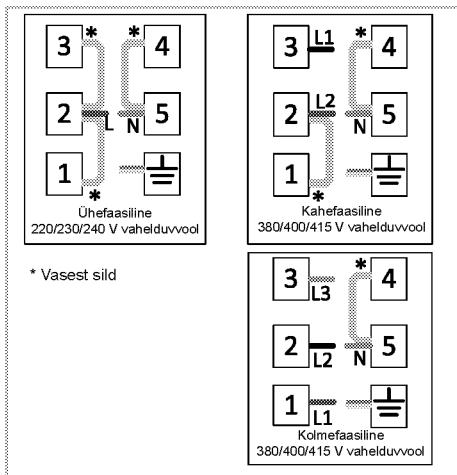 3 * * 4
2 L N 5
1 *
Ühefaasiline
220/230/240 V vahelduvvool
3 L1 * 4
2 L2 N 5
1 *
Kahefaasiline
380/400/415 V vahelduvvool
* Vasest sild
3 L3 * 4
2 L2 N 5
1 L1
Kolmefaasiline
380/400/415 V vahelduvvool